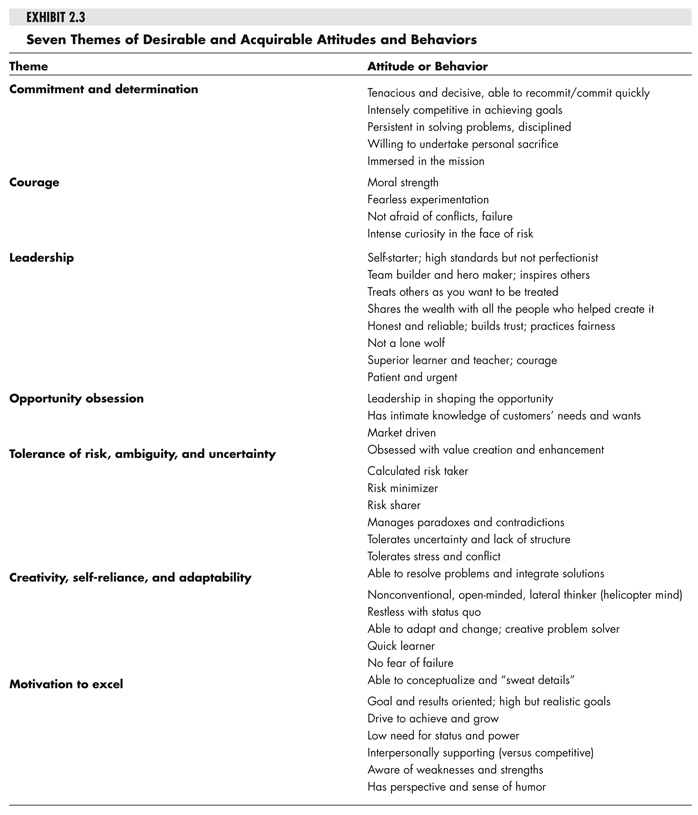 EXHIBIT 2.3
Seven Themes of Desirable and Acquirable Attitudes and Behaviors
Theme Attitude or Behavior
Commitment and determination
Tenacious and decisive, able to recommit/commit quickly
Intensely competitive in achieving goals
Persistent in solving problems, disciplined
Willing to undertake personal sacrifice
Immersed in the mission
Courage Moral strength
Fearless experimentation
Not afraid of conflicts, failure
Intense curiosity in the face of risk
Leadership Self-starter; high standards but not perfectionist
Team builder and hero maker; inspires others
Treats others as you want to be treated
Shares the wealth with all the people who helped create it
Honest and reliable; builds trust; practices fairness
Not a lone wolf
Superior learner and teacher; courage
Patient and urgent
Opportunity obsession Leadership in shaping the opportunity
Has intimate knowledge of customers’ needs and wants
Market driven
Obsessed with value creation and enhancement
Tolerance of risk, ambiguity, and uncertainty
Calculated risk taker
Risk minimizer
Risk sharer
Manages paradoxes and contradictions
Tolerates uncertainty and lack of structure
Tolerates stress and conflict
Able to resolve problems and integrate solutions
Creativity, self-reliance, and adaptability
Nonconventional, open-minded, lateral thinker (helicopter mind)
Restless with status quo
Able to adapt and change; creative problem solver
Quick learner
No fear of failure
Able to conceptualize and “sweat details”
Motivation to excel
Goal and results oriented; high but realistic goals
Drive to achieve and grow
Low need for status and power
Interpersonally supporting (versus competitive)
Aware of weaknesses and strengths
Has perspective and sense of humor